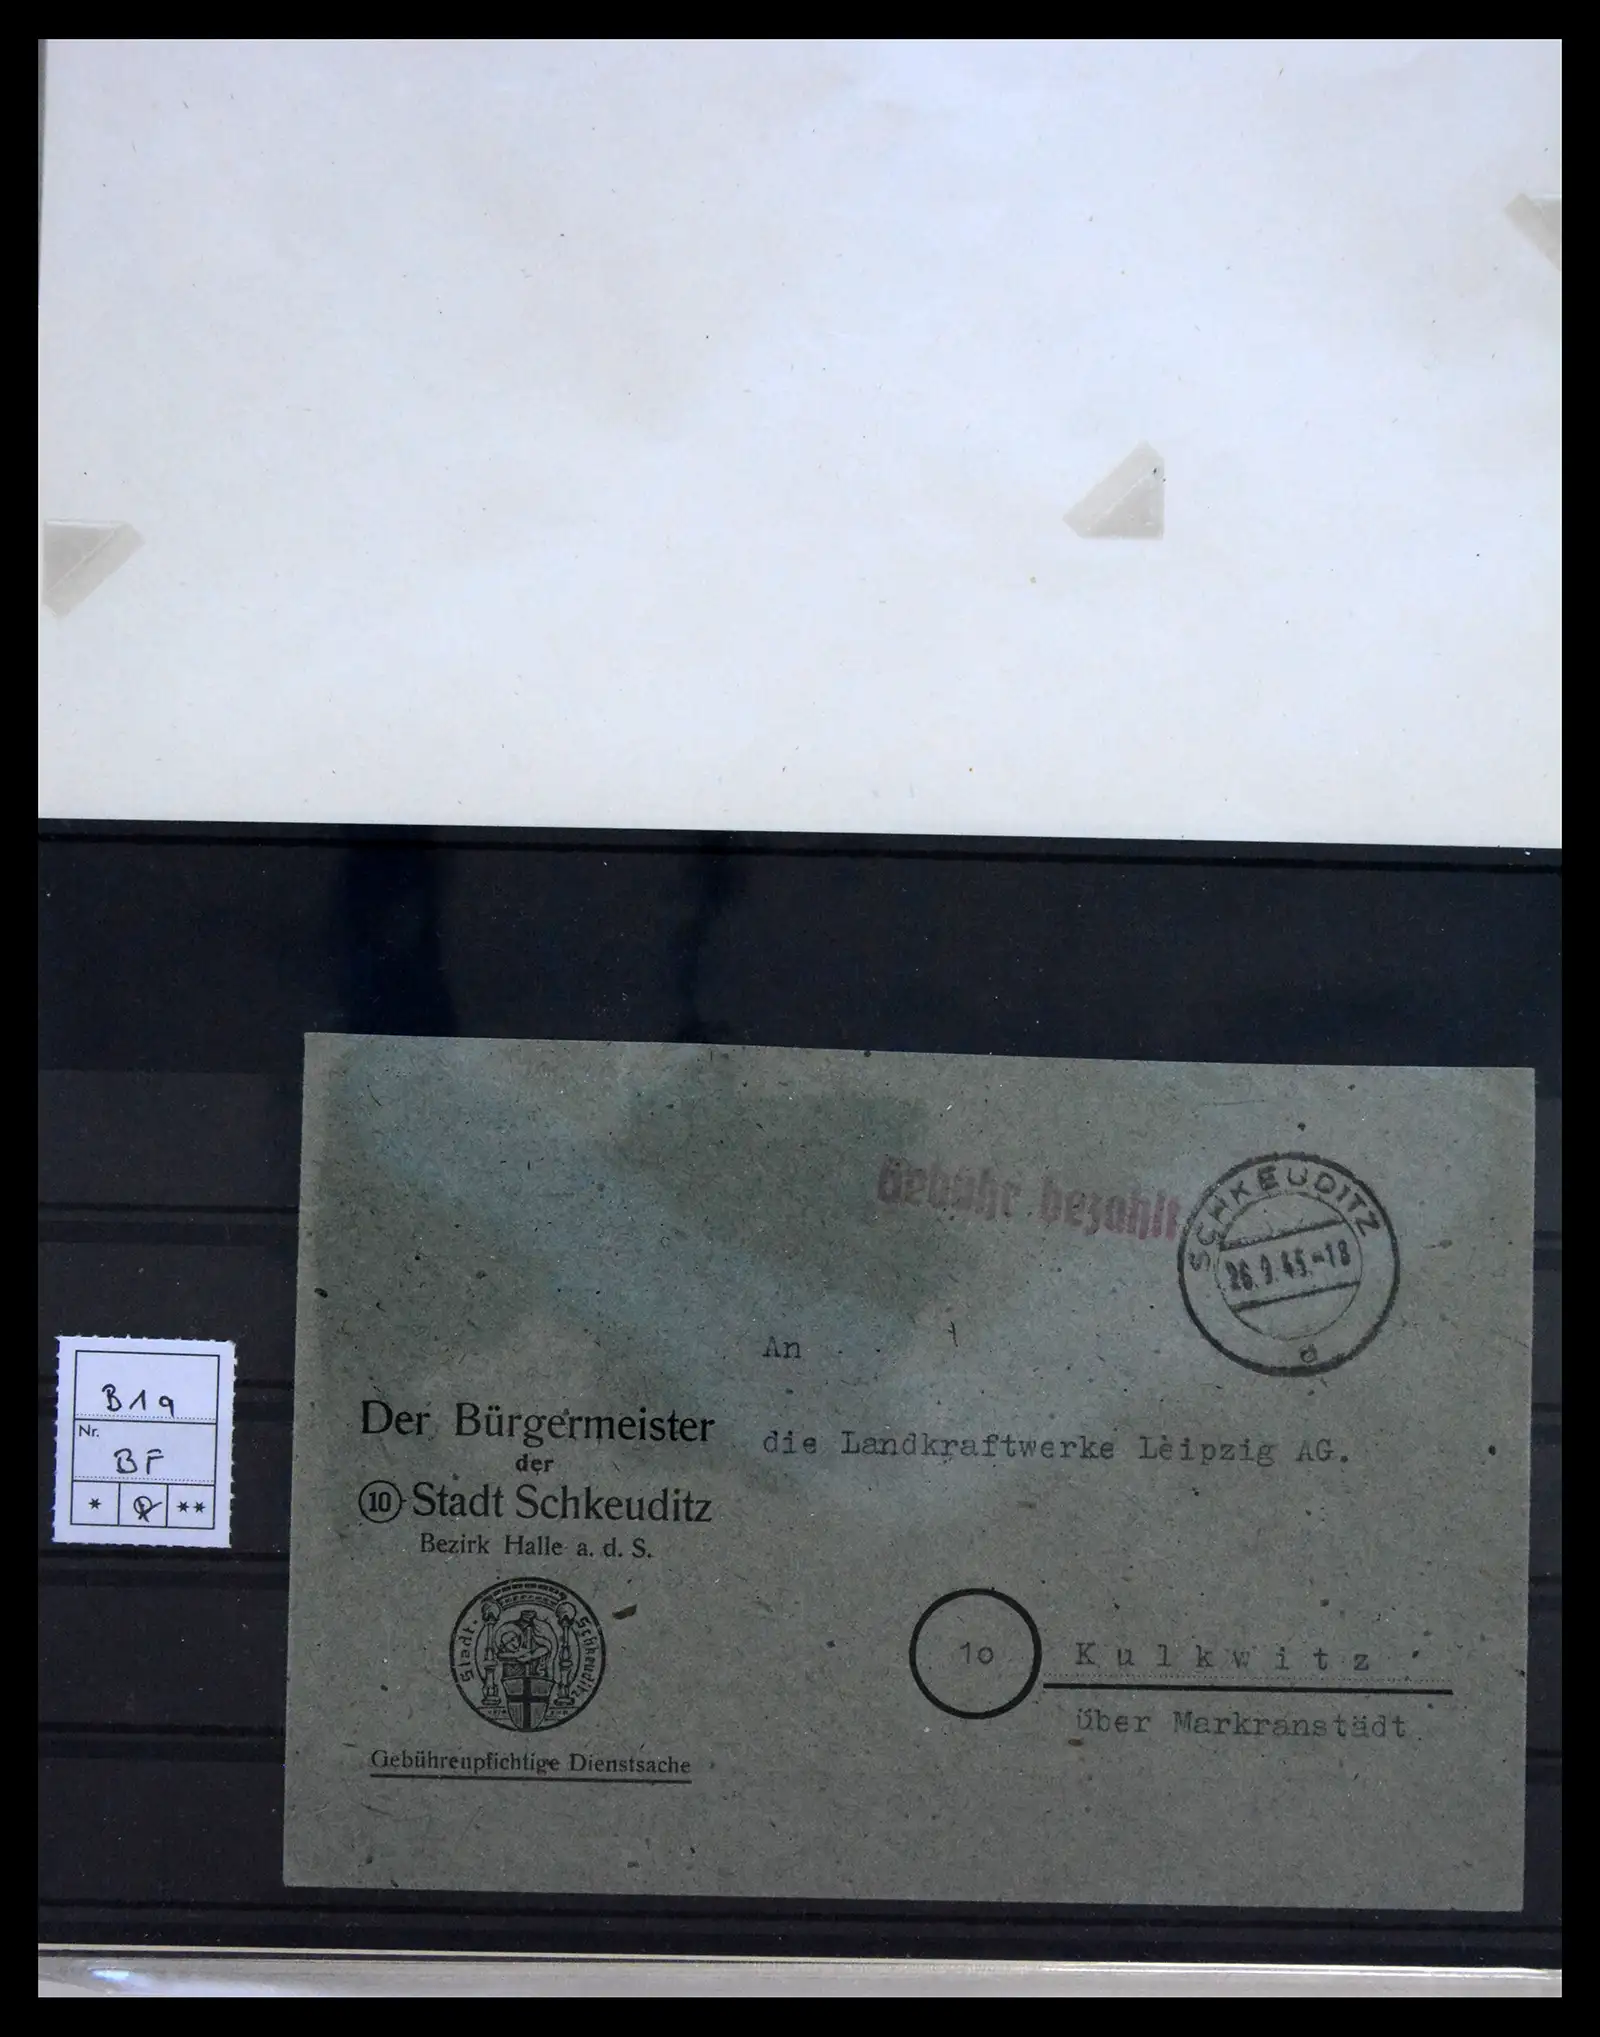 Gebühr bezahlt
SCHKEUDITZ
26.9.45.-18
d
An
die Landkraftwerke Leipzig AG.
Der Bürgermeister
der
10 Stadt Schkeuditz
Bezirk Halle a. d. S.
Stadt Schkeuditz
Gebührenpflichtige Dienstsache
10 Kulkwitz
über Markranstädt
B1a
Nr.
BF
* **